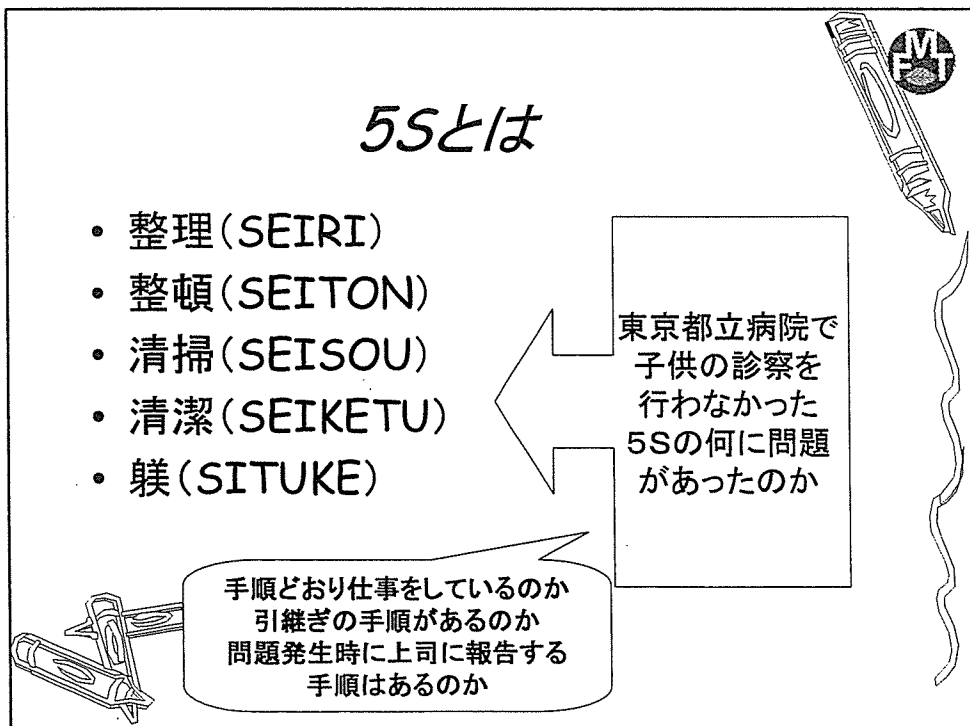 FMT
5Sとは
• 整理(SEIRI)
• 整頓(SEITON)
• 清掃(SEISOU)
• 清潔(SEIKETU)
• 躾(SITUKE)
東京都立病院で
子供の診察を
行わなかった
5Sの何に問題
があったのか
手順どおり仕事をしているのか
引継ぎの手順があるのか
問題発生時に上司に報告する
手順はあるのか